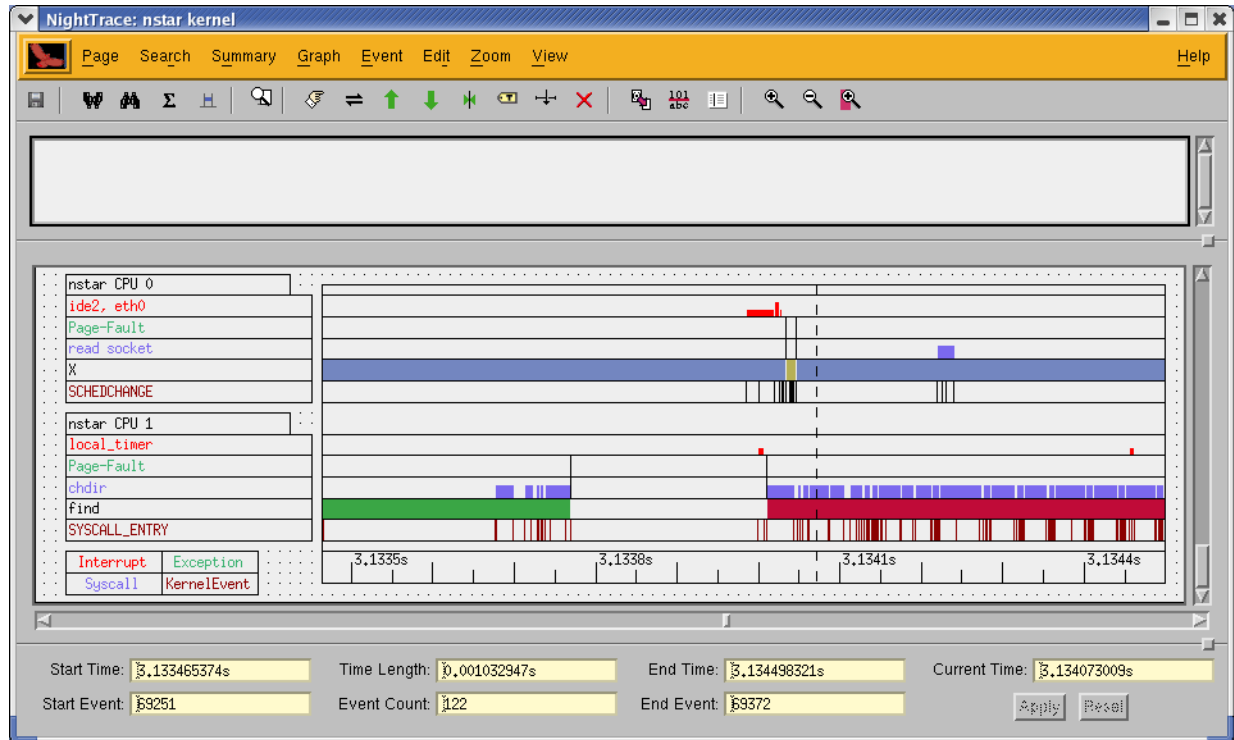 NightTrace: nstar kernel
Page Search Summary Graph Event Edit Zoom View Help
Σ 101 abc
nstar CPU 0
ide2, eth0
Page-Fault
read socket
X
SCHEDCHANGE
nstar CPU 1
local_timer
Page-Fault
chdir
find
SYSCALL_ENTRY
Interrupt Exception
Syscall KernelEvent
3.1335s 3.1338s 3.1341s 3.1344s
Start Time: 3.133465374s Time Length: 0.001032947s End Time: 3.134498321s Current Time: 3.134073009s
Start Event: 69251 Event Count: 122 End Event: 69372 Apply Reset